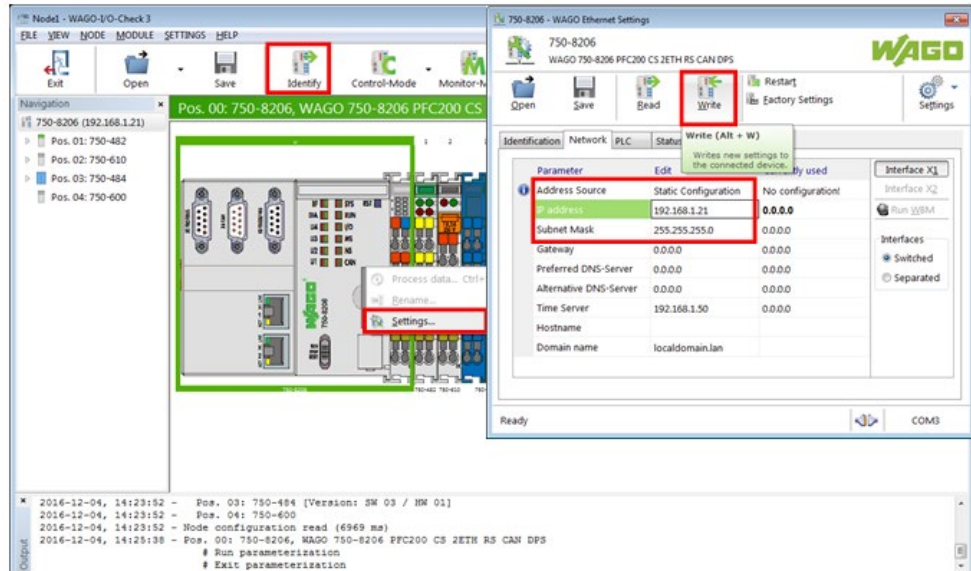 Node1 - WAGO-I/O-Check 3
FILE VIEW NODE MODULE SETTINGS HELP
Exit Open Save Identify Control-Mode
Navigation
Pos. 00: 750-8206, WAGO 750-8206 PFC200 CS
750-8206 (192.168.1.21)
Pos. 01: 750-482
Pos. 02: 750-610
Pos. 03: 750-484
Pos. 04: 750-600
1 2
WAGO
750-8206
Process data... Ctrl+
Rename...
Settings...
750-8206 - WAGO Ethernet Settings
750-8206
WAGO 750-8206 PFC200 CS 2ETH RS CAN DPS
WAGO
Open Save Read Write
Restart
Factory Settings
Settings
Identification Network PLC Status
Write (Alt + W)
Writes new settings to
the connected device.
Parameter Edit used
Address Source Static Configuration No configuration!
IP address 192.168.1.21 0.0.0.0
Subnet Mask 255.255.255.0 0.0.0.0
Gateway 0.0.0.0 0.0.0.0
Preferred DNS-Server 0.0.0.0 0.0.0.0
Alternative DNS-Server 0.0.0.0 0.0.0.0
Time Server 192.168.1.50 0.0.0.0
Hostname
Domain name localdomain.lan
Interface X1
Interface X2
Run WBM
Interfaces
Switched
Separated
Ready COM3
Output
2016-12-04, 14:23:52 - Pos. 03: 750-484 [Version: SW 03 / HW 01]
2016-12-04, 14:23:52 - Pos. 04: 750-600
2016-12-04, 14:23:52 - Node configuration read (6969 ms)
2016-12-04, 14:25:38 - Pos. 00: 750-8206, WAGO 750-8206 PFC200 CS 2ETH RS CAN DPS
# Run parameterization
# Exit parameterization